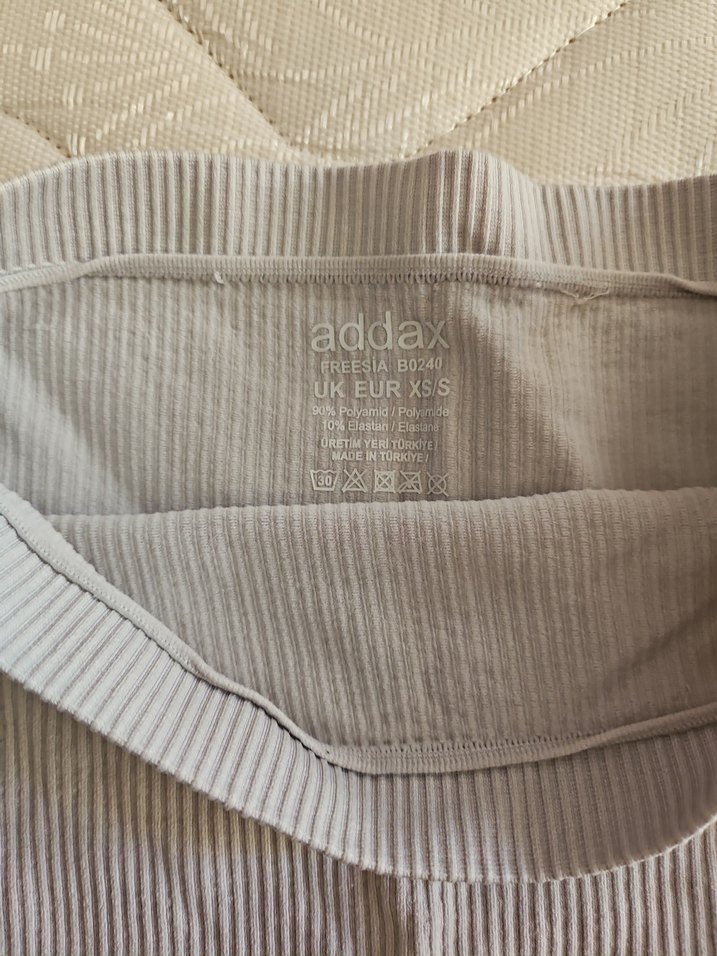 addax
FREESİA B0240
UK EUR XS/S
90% Polyamid / Polyamide
10% Elastan / Elastane
ÜRETİM YERİ TÜRKİYE/
MADE IN TÜRKİYE/
30